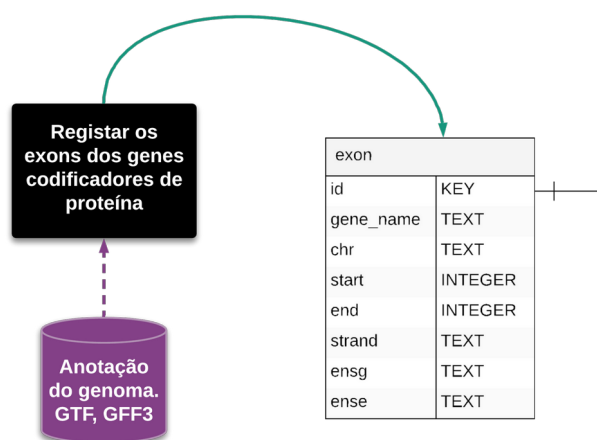 Registar os
exons dos genes
codificadores de
proteína
Anotação
do genoma.
GTF, GFF3
exon
id KEY
gene_name TEXT
chr TEXT
start INTEGER
end INTEGER
strand TEXT
ensg TEXT
ense TEXT